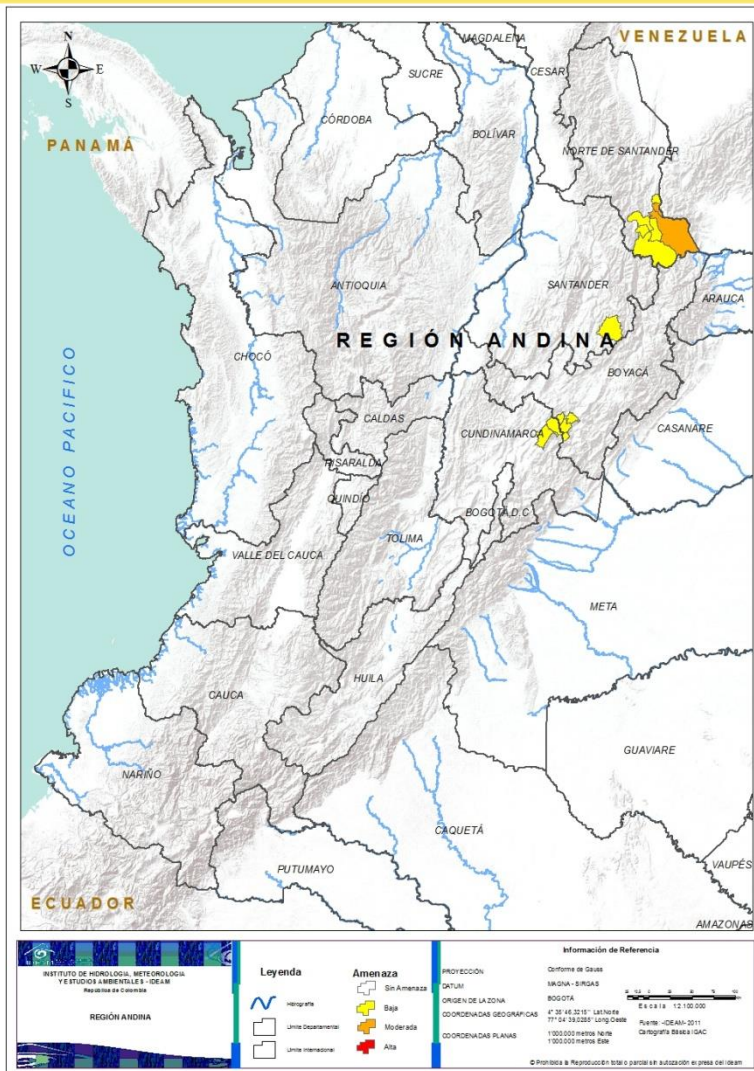 N
W
E
S
VENEZUELA
PANAMÁ
MAGDALENA
CESAR
SUCRE
CÓRDOBA
BOLÍVAR
NORTE DE SANTANDER
ANTIOQUIA
SANTANDER
ARAUCA
REGIÓN ANDINA
CHOCÓ
BOYACÁ
OCEANO PACIFICO
CALDAS
CUNDINAMARCA
CASANARE
RISARALDA
QUINDÍO
BOGOTÁ D.C
TOLIMA
VALLE DEL CAUCA
META
HUILA
CAUCA
GUAVIARE
NARIÑO
CAQUETÁ
PUTUMAYO
VAUPÉS
ECUADOR
AMAZONAS
INSTITUTO DE HIDROLOGIA, METEOROLOGIA
Y ESTUDIOS AMBIENTALES - IDEAM
República de Colombia
REGIÓN ANDINA
Leyenda
Hidrografía
Límite Departamental
Límite Internacional
Amenaza
Sin Amenaza
Baja
Moderada
Alta
Información de Referencia
PROYECCIÓN
Conforme de Gauss
DATUM
MAGNA - SIRGAS
ORIGEN DE LA ZONA
BOGOTÁ
COORDENADAS GEOGRÁFICAS
COORDENADAS PLANAS
1'000.000 metros Norte
1'000.000 metros Este
Escala 1:2.100.000
Fuente: -IDEAM- 2011
Cartografía Básica IGAC
© Prohibida la Reproducción total o parcial sin autorización expresa del Ideam